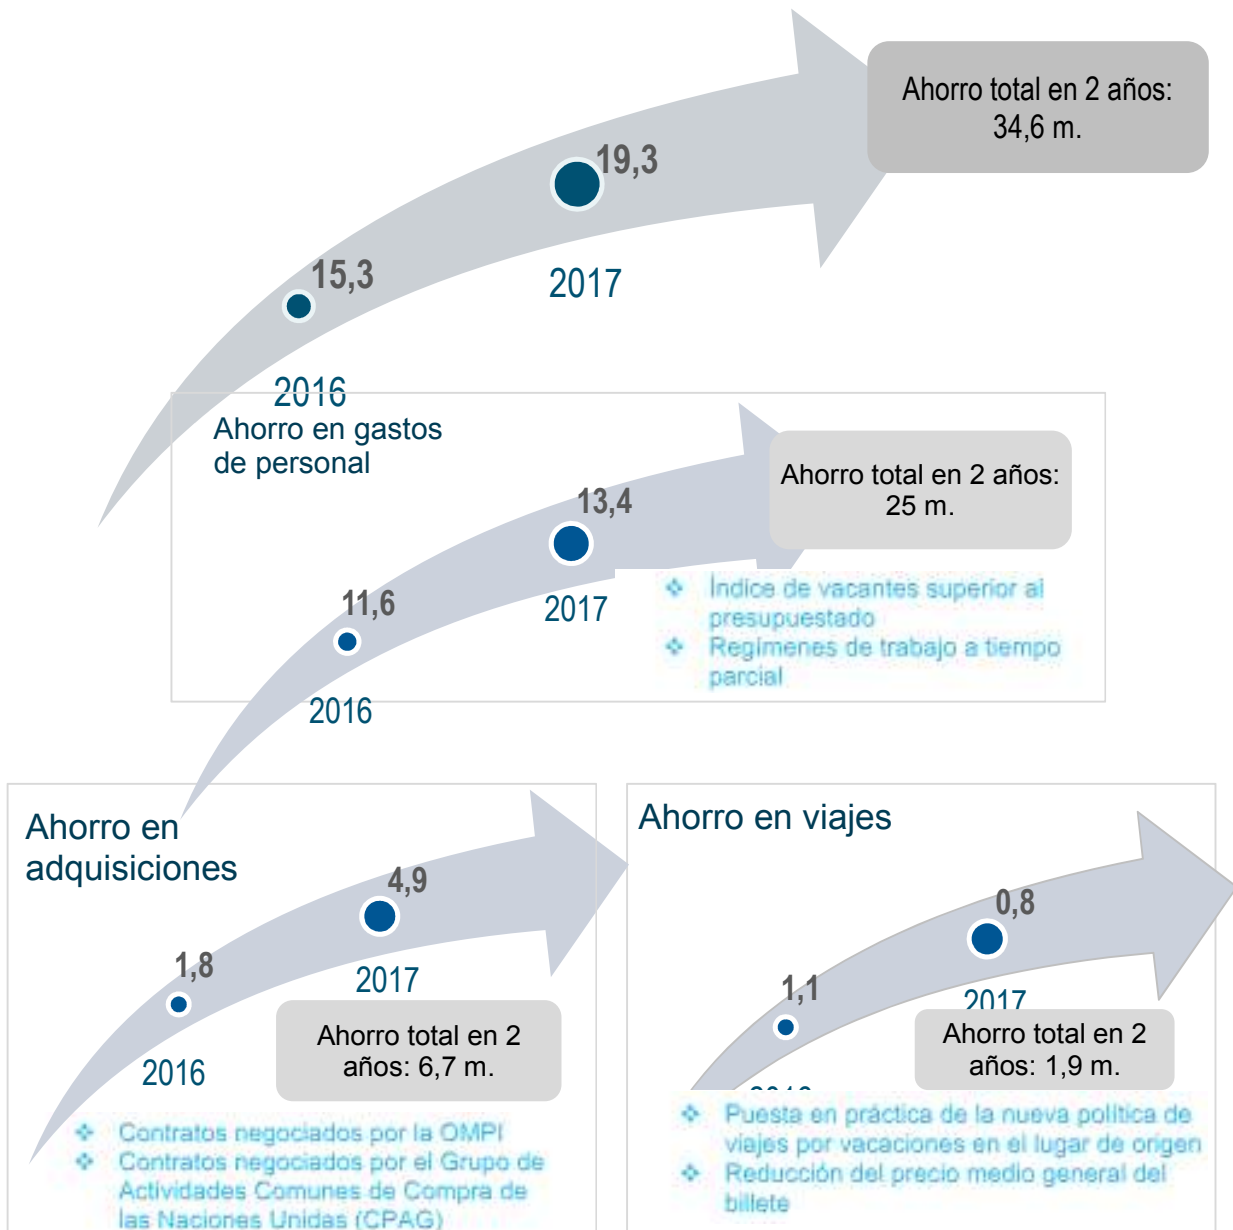 Ahorro total en 2 años:
34,6 m.
19,3
2017
15,3
2016
Ahorro en gastos
de personal
Ahorro total en 2 años:
25 m.
13,4
2017
11,6
2016
❖ Índice de vacantes superior al
presupuestado
❖ Regímenes de trabajo a tiempo
parcial
Ahorro en
adquisiciones
4,9
2017
1,8
2016
Ahorro total en 2
años: 6,7 m.
❖ Contratos negociados por la OMPI
❖ Contratos negociados por el Grupo de
Actividades Comunes de Compra de
las Naciones Unidas (CPAG)
Ahorro en viajes
0,8
2017
1,1
Ahorro total en 2
años: 1,9 m.
❖ Puesta en práctica de la nueva política de
viajes por vacaciones en el lugar de origen
❖ Reducción del precio medio general del
billete